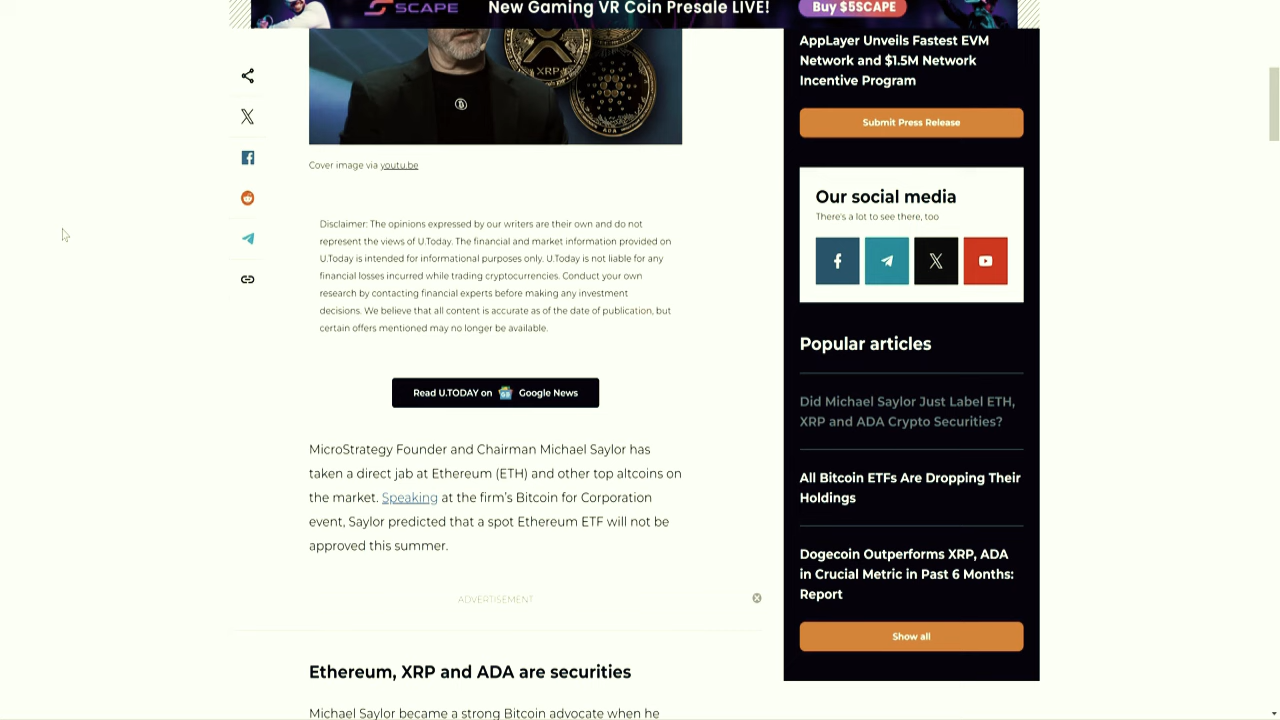 SCAPE
New Gaming VR Coin Presale LIVE!
Buy $5SCAPE
XRP
ADA
Cover image via youtu.be
Disclaimer: The opinions expressed by our writers are their own and do not
represent the views of U.Today. The financial and market information provided on
U.Today is intended for informational purposes only. U.Today is not liable for any
financial losses incurred while trading cryptocurrencies. Conduct your own
research by contacting financial experts before making any investment
decisions. We believe that all content is accurate as of the date of publication, but
certain offers mentioned may no longer be available.
Read U.TODAY on Google News
MicroStrategy Founder and Chairman Michael Saylor has
taken a direct jab at Ethereum (ETH) and other top altcoins on
the market. Speaking at the firm's Bitcoin for Corporation
event, Saylor predicted that a spot Ethereum ETF will not be
approved this summer.
ADVERTISEMENT
Ethereum, XRP and ADA are securities
Michael Saylor became a strong Bitcoin advocate when he
AppLayer Unveils Fastest EVM
Network and $1.5M Network
Incentive Program
Submit Press Release
Our social media
There's a lot to see there, too
Popular articles
Did Michael Saylor Just Label ETH,
XRP and ADA Crypto Securities?
All Bitcoin ETFs Are Dropping Their
Holdings
Dogecoin Outperforms XRP, ADA
in Crucial Metric in Past 6 Months:
Report
Show all